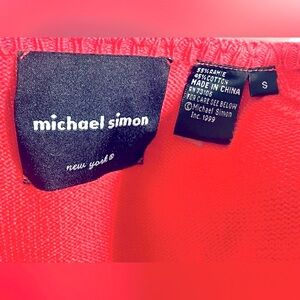 michael simon
new york®
55% RAMIE
45% COTTON
MADE IN CHINA
RN 73106
FOR CARE SEE BELOW
©Michael Simon
Inc. 1999
S